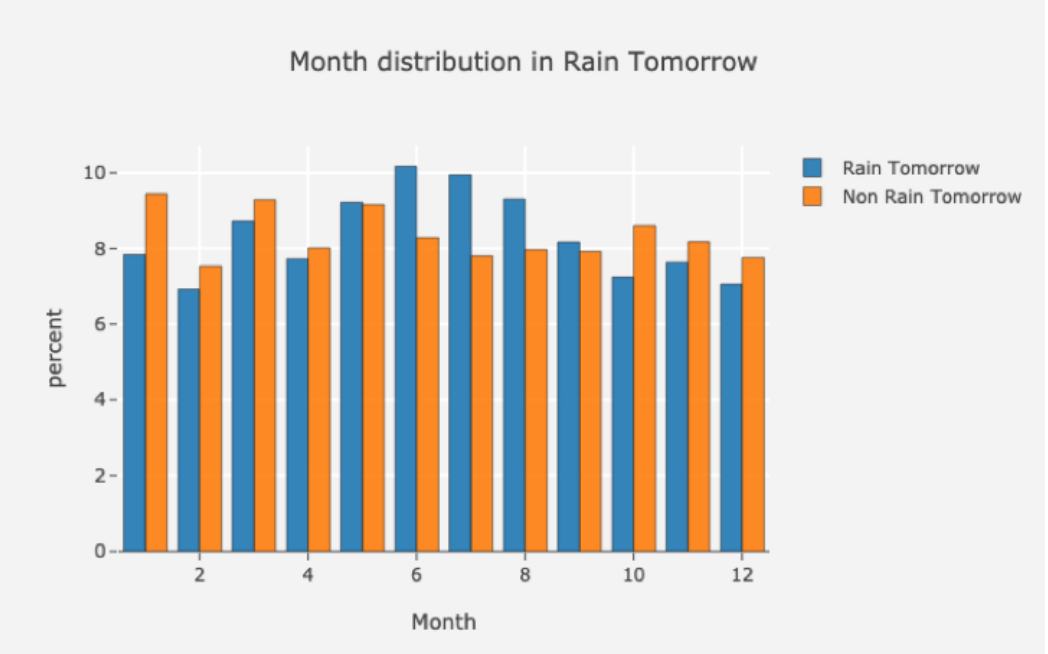 Month distribution in Rain Tomorrow
Rain Tomorrow
Non Rain Tomorrow
10
8
6
4
2
0
percent
2 4 6 8 10 12
Month